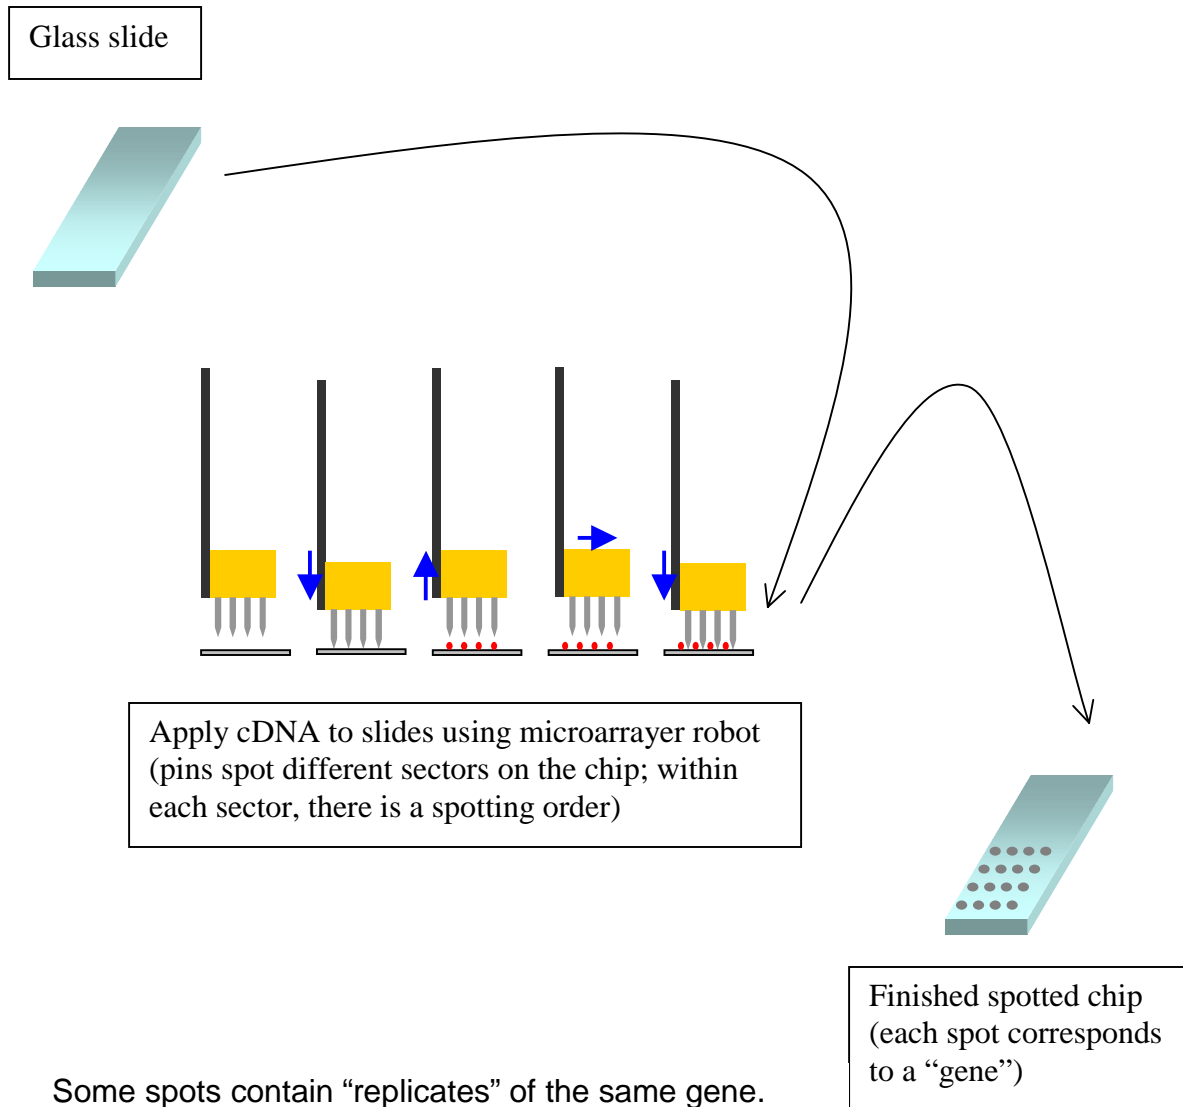 Glass slide
Apply cDNA to slides using microarrayer robot
(pins spot different sectors on the chip; within
each sector, there is a spotting order)
Finished spotted chip
(each spot corresponds
to a “gene”)
Some spots contain “replicates” of the same gene.